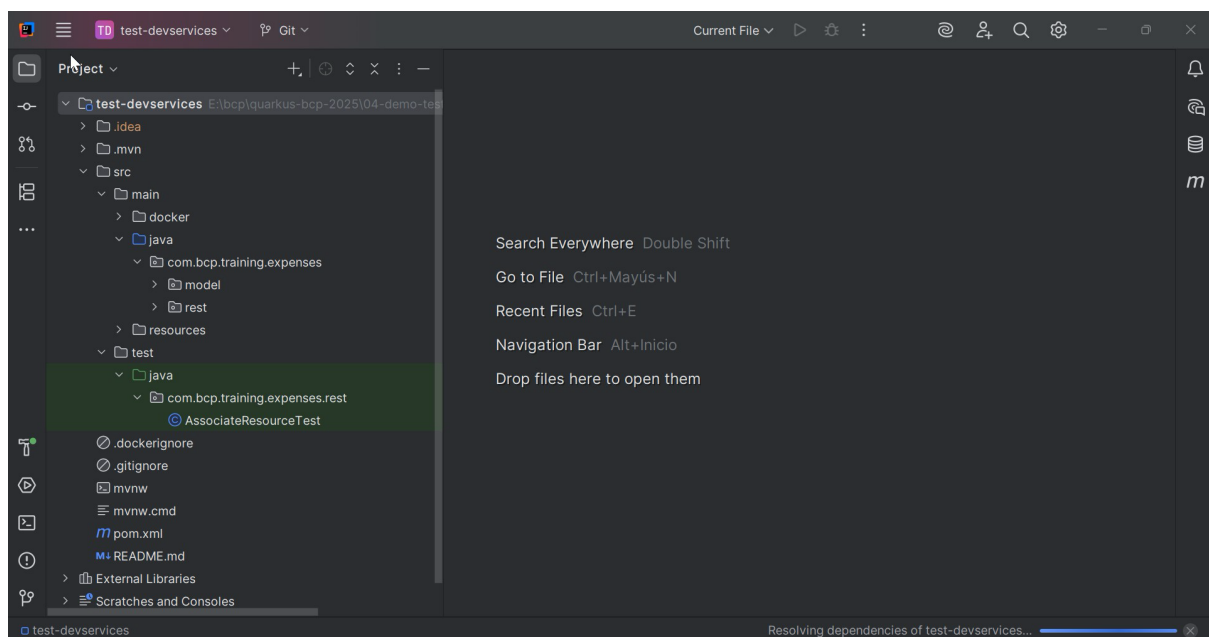 TD test-devservices Git Current File
Project
test-devservices E:\bcp\quarkus-bcp-2025\04-demo-test
.idea
.mvn
src
main
docker
java
com.bcp.training.expenses
model
rest
resources
test
java
com.bcp.training.expenses.rest
AssociateResourceTest
.dockerignore
.gitignore
mvnw
mvnw.cmd
pom.xml
README.md
External Libraries
Scratches and Consoles
Search Everywhere Double Shift
Go to File Ctrl+Mayús+N
Recent Files Ctrl+E
Navigation Bar Alt+Inicio
Drop files here to open them
test-devservices Resolving dependencies of test-devservices...